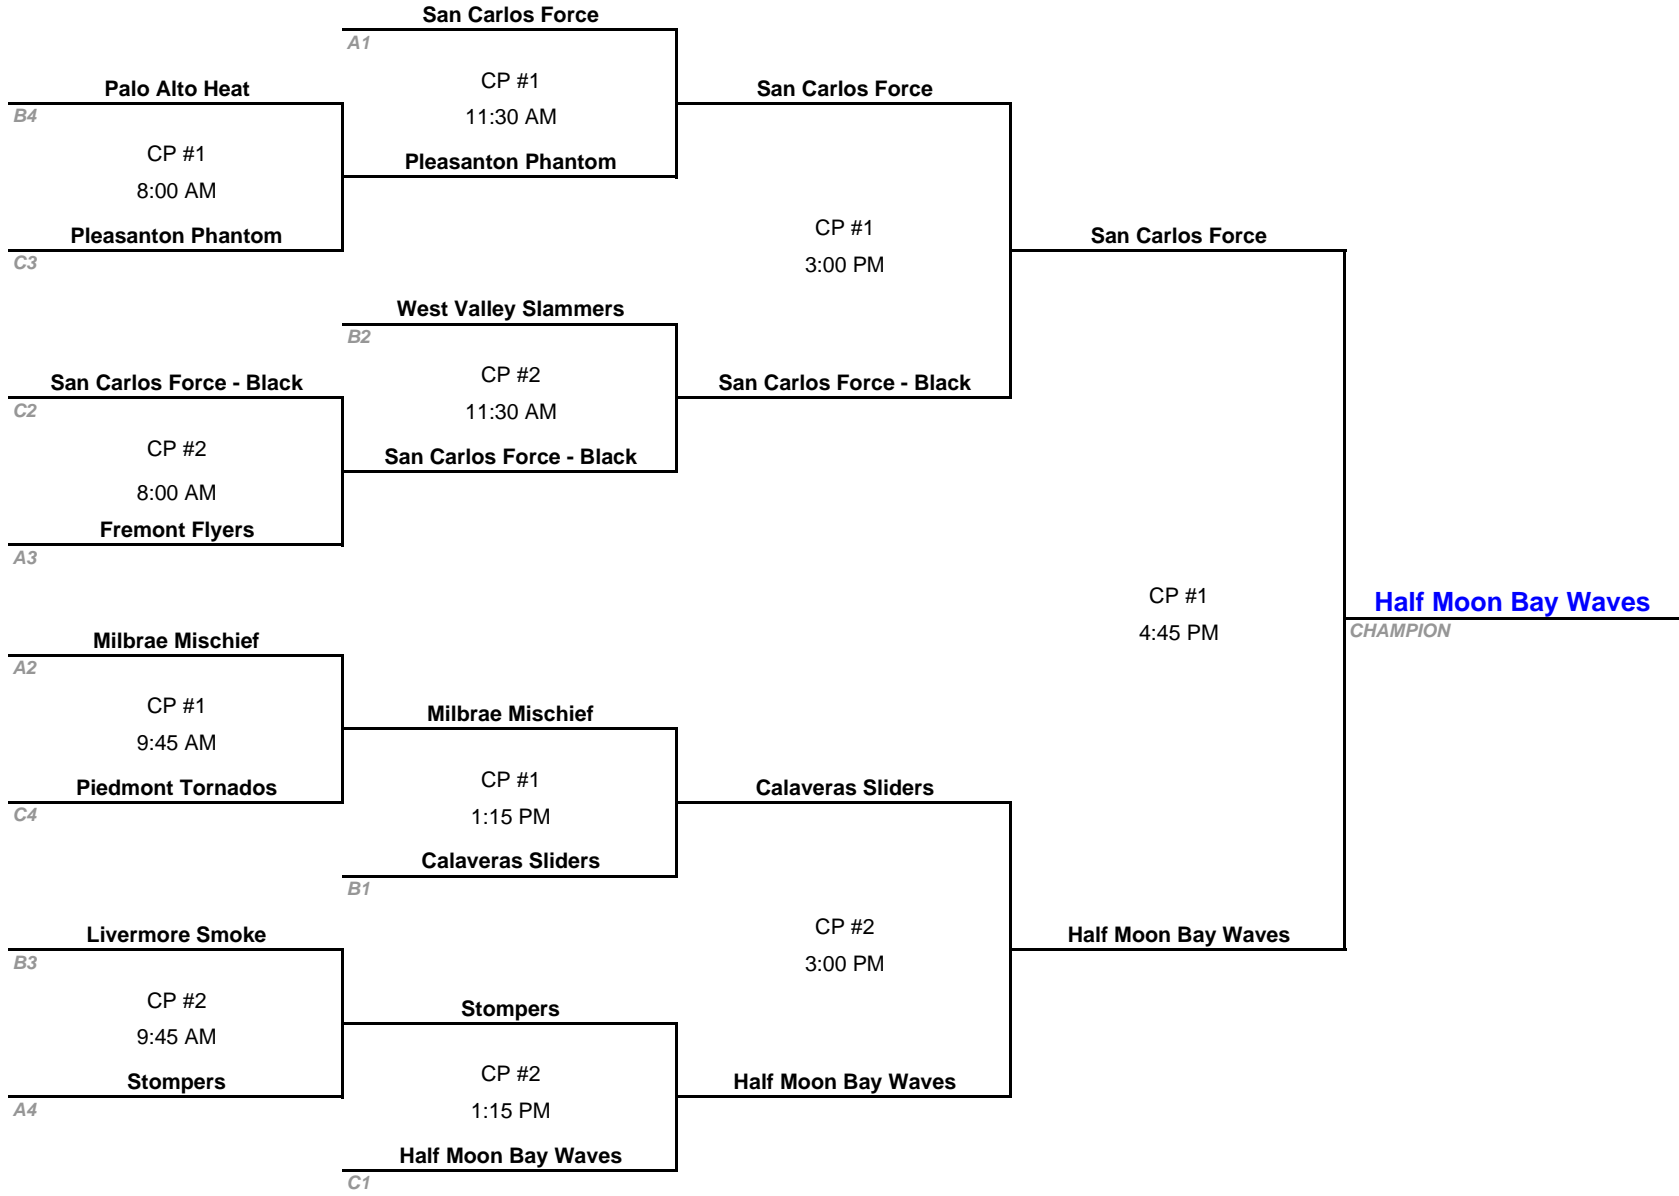 San Carlos Force
A1
Palo Alto Heat
CP #1
San Carlos Force
B4
11:30 AM
CP #1
Pleasanton Phantom
8:00 AM
Pleasanton Phantom
CP #1
San Carlos Force
C3
3:00 PM
West Valley Slammers
B2
San Carlos Force - Black
CP #2
San Carlos Force - Black
C2
11:30 AM
CP #2
San Carlos Force - Black
8:00 AM
Fremont Flyers
A3
CP #1
Half Moon Bay Waves
4:45 PM
CHAMPION
Milbrae Mischief
A2
CP #1
Milbrae Mischief
9:45 AM
Piedmont Tornados
CP #1
Calaveras Sliders
C4
1:15 PM
Calaveras Sliders
B1
Livermore Smoke
CP #2
Half Moon Bay Waves
B3
3:00 PM
CP #2
Stompers
9:45 AM
Stompers
CP #2
Half Moon Bay Waves
A4
1:15 PM
Half Moon Bay Waves
C1